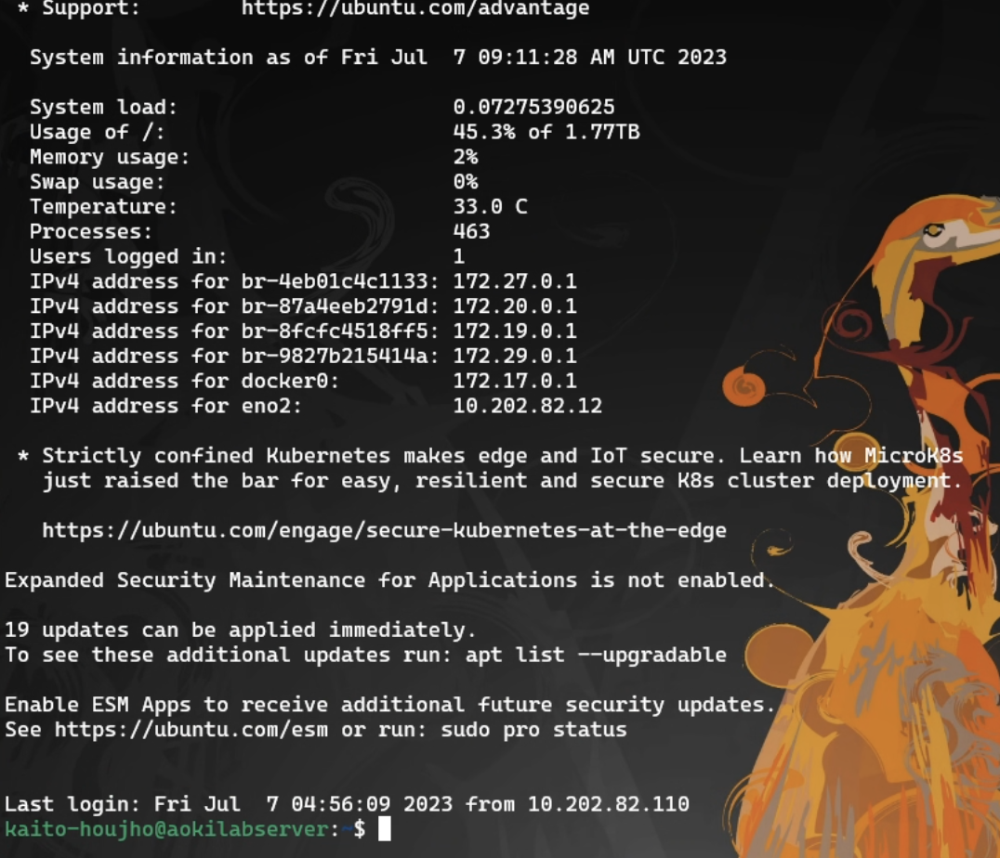 * Support: https://ubuntu.com/advantage
System information as of Fri Jul  7 09:11:28 AM UTC 2023
System load: 0.07275390625
Usage of /: 45.3% of 1.77TB
Memory usage: 2%
Swap usage: 0%
Temperature: 33.0 C
Processes: 463
Users logged in: 1
IPv4 address for br-4eb01c4c1133: 172.27.0.1
IPv4 address for br-87a4eeb2791d: 172.20.0.1
IPv4 address for br-8fcfc4518ff5: 172.19.0.1
IPv4 address for br-9827b215414a: 172.29.0.1
IPv4 address for docker0: 172.17.0.1
IPv4 address for eno2: 10.202.82.12
* Strictly confined Kubernetes makes edge and IoT secure. Learn how MicroK8s
just raised the bar for easy, resilient and secure K8s cluster deployment.
https://ubuntu.com/engage/secure-kubernetes-at-the-edge
Expanded Security Maintenance for Applications is not enabled.
19 updates can be applied immediately.
To see these additional updates run: apt list --upgradable
Enable ESM Apps to receive additional future security updates.
See https://ubuntu.com/esm or run: sudo pro status
Last login: Fri Jul  7 04:56:09 2023 from 10.202.82.110
kaito-houjho@aokilabserver:~$